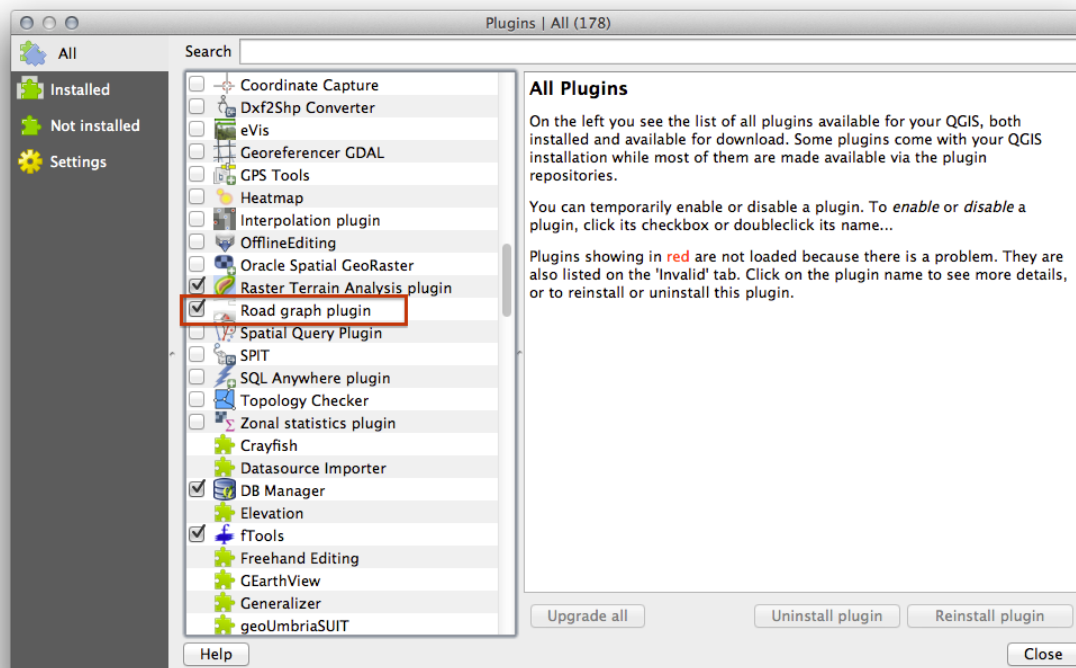 Plugins | All (178)
All
Installed
Not installed
Settings
Search
Coordinate Capture
Dxf2Shp Converter
eVis
Georeferencer GDAL
GPS Tools
Heatmap
Interpolation plugin
OfflineEditing
Oracle Spatial GeoRaster
Raster Terrain Analysis plugin
Road graph plugin
Spatial Query Plugin
SPIT
SQL Anywhere plugin
Topology Checker
Zonal statistics plugin
Crayfish
Datasource Importer
DB Manager
Elevation
fTools
Freehand Editing
GEarthView
Generalizer
geoUmbriaSUIT
All Plugins
On the left you see the list of all plugins available for your QGIS, both
installed and available for download. Some plugins come with your QGIS
installation while most of them are made available via the plugin
repositories.
You can temporarily enable or disable a plugin. To enable or disable a
plugin, click its checkbox or doubleclick its name...
Plugins showing in red are not loaded because there is a problem. They are
also listed on the 'Invalid' tab. Click on the plugin name to see more details,
or to reinstall or uninstall this plugin.
Upgrade all
Uninstall plugin
Reinstall plugin
Help
Close